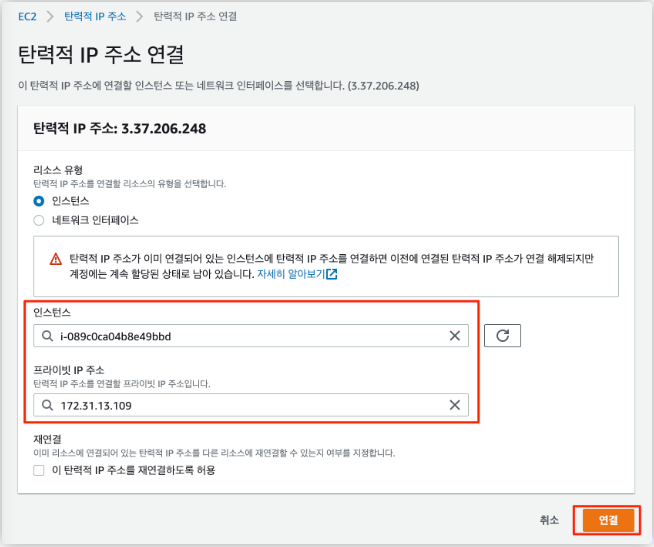 EC2 > 탄력적 IP 주소 > 탄력적 IP 주소 연결
탄력적 IP 주소 연결
이 탄력적 IP 주소에 연결할 인스턴스 또는 네트워크 인터페이스를 선택합니다. (3.37.206.248)
탄력적 IP 주소: 3.37.206.248
리소스 유형
탄력적 IP 주소를 연결할 리소스의 유형을 선택합니다.
인스턴스
네트워크 인터페이스
탄력적 IP 주소가 이미 연결되어 있는 인스턴스에 탄력적 IP 주소를 연결하면 이전에 연결된 탄력적 IP 주소가 연결 해제되지만
계정에는 계속 할당된 상태로 남아 있습니다. 자세히 알아보기
인스턴스
i-089c0ca04b8e49bbd
프라이빗 IP 주소
탄력적 IP 주소를 연결할 프라이빗 IP 주소입니다.
172.31.13.109
재연결
이미 리소스에 연결되어 있는 탄력적 IP 주소를 다른 리소스에 재연결할 수 있는지 여부를 지정합니다.
이 탄력적 IP 주소를 재연결하도록 허용
취소 연결